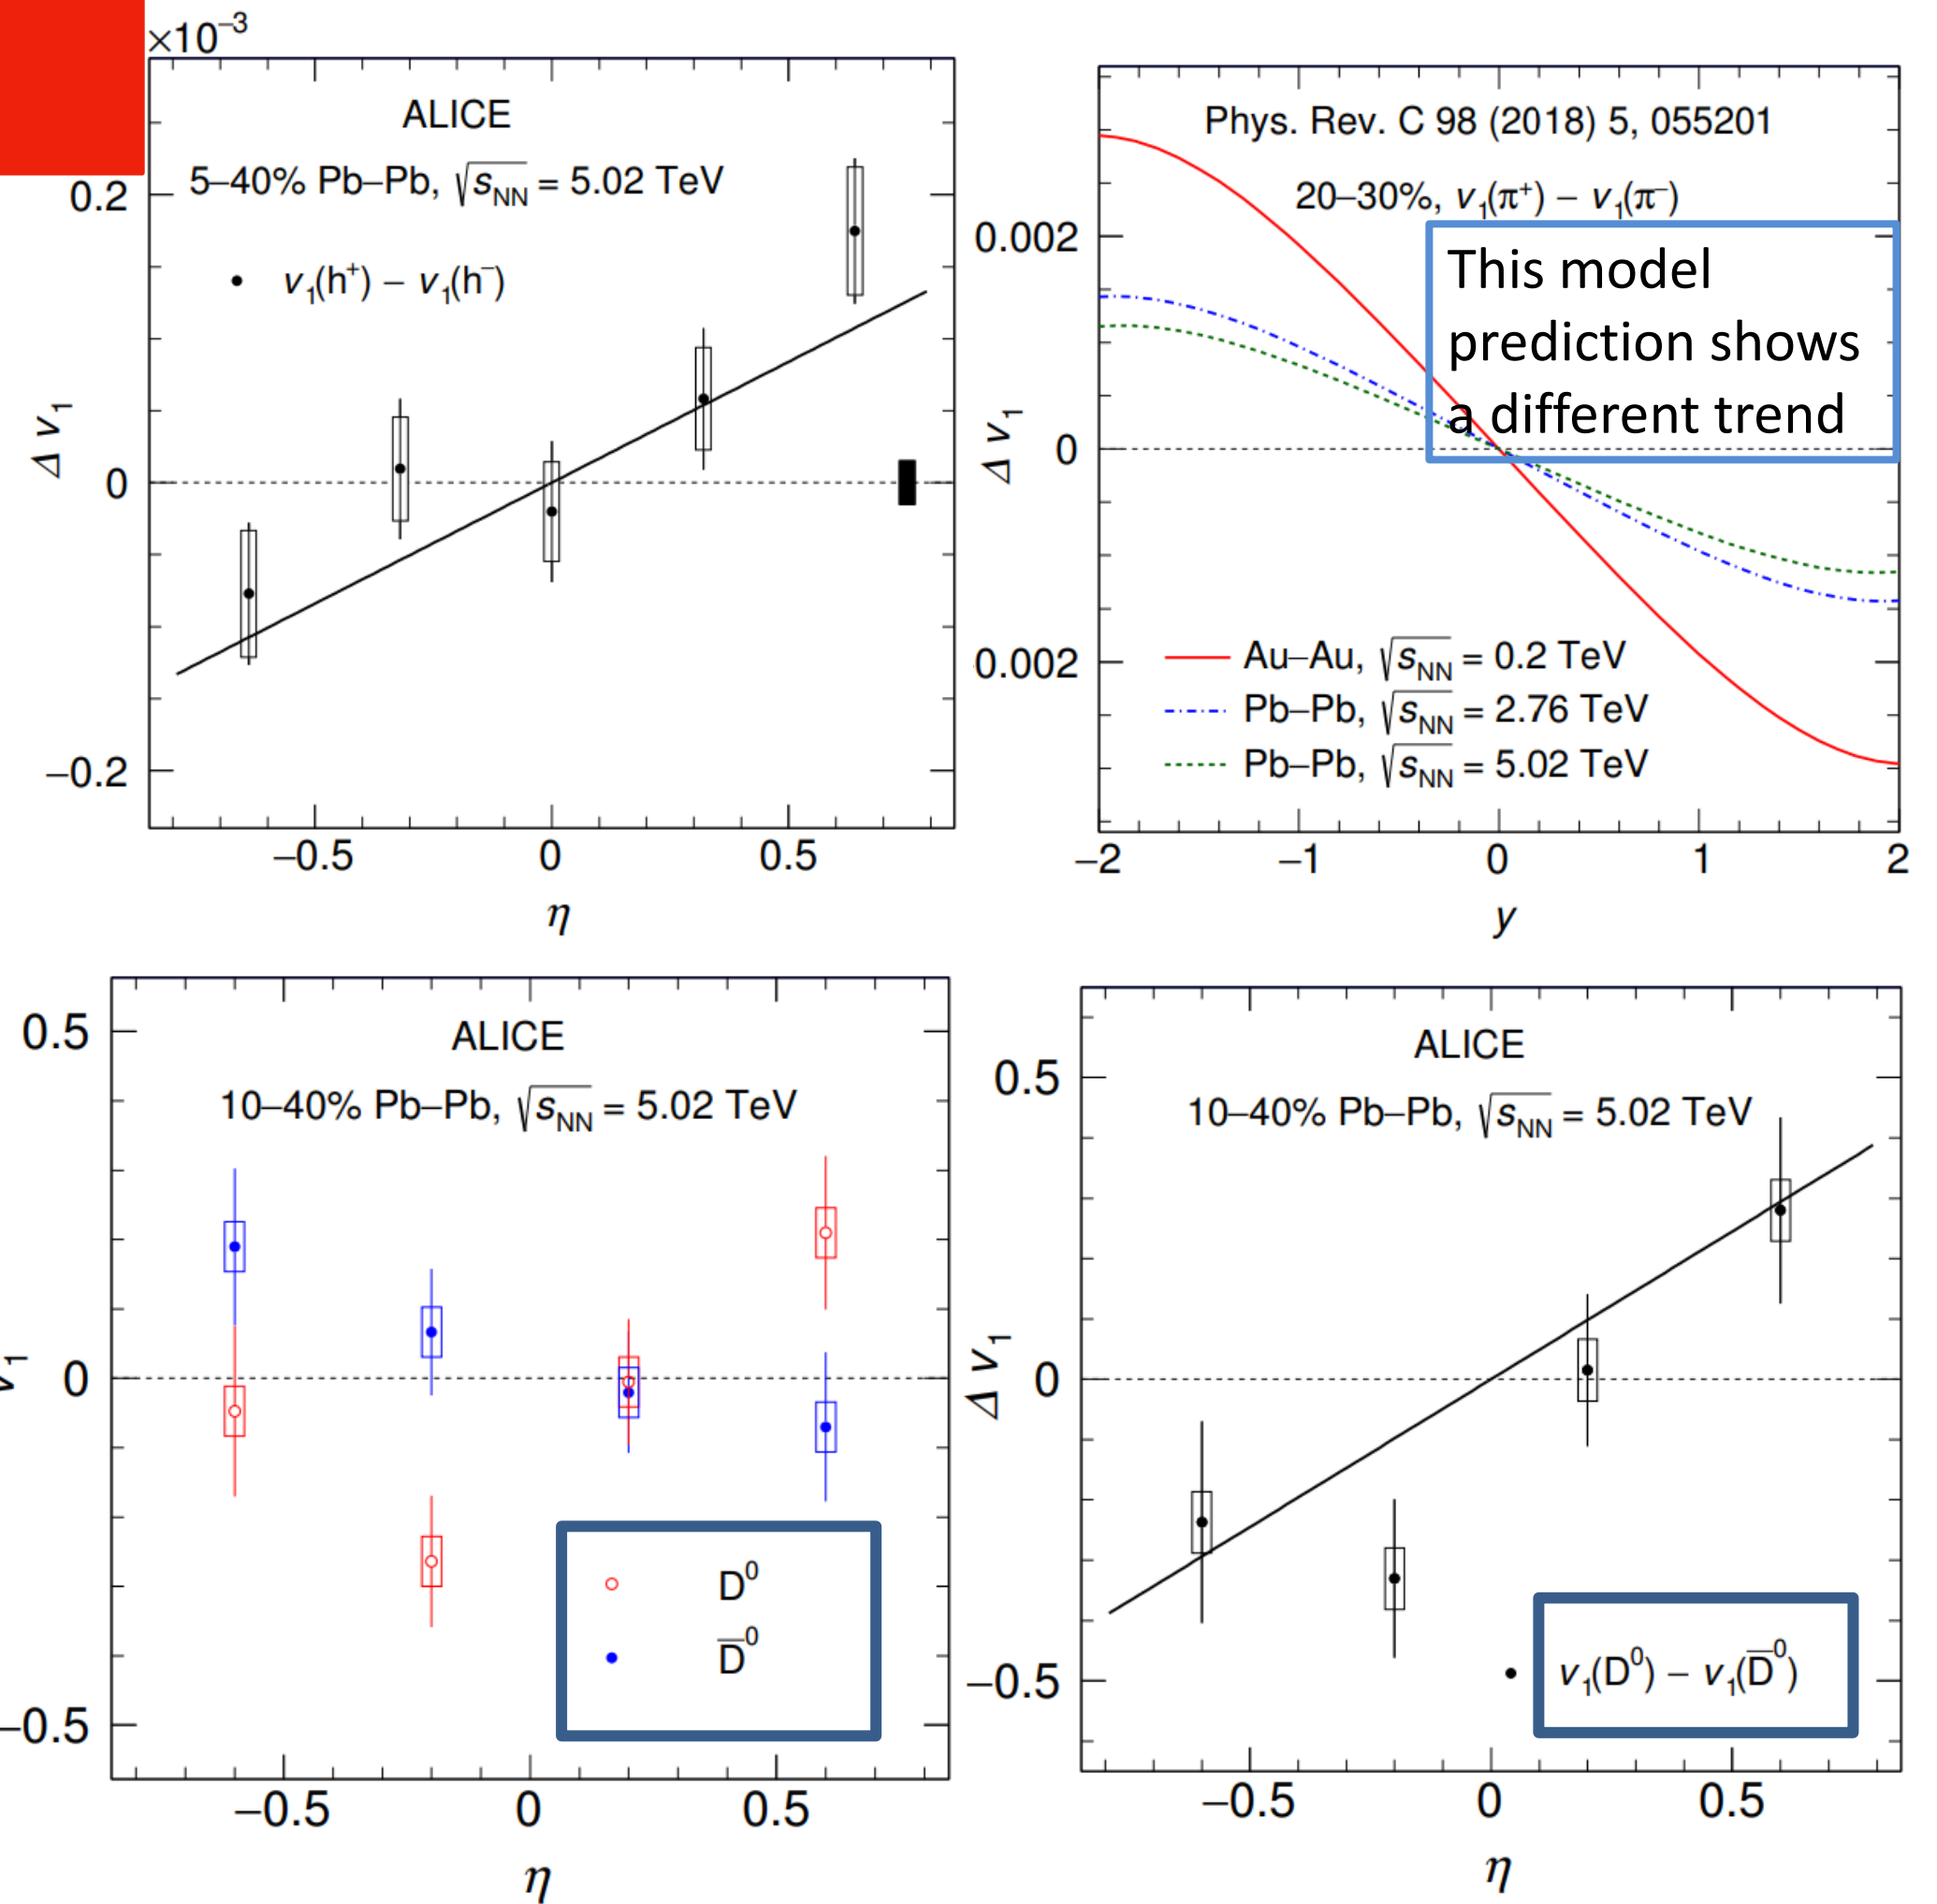 ×10⁻³
ALICE
5–40% Pb–Pb, √sNN = 5.02 TeV
v₁(h⁺) − v₁(h⁻)
0.2
0
−0.2
Δ v₁
−0.5 0 0.5
η
Phys. Rev. C 98 (2018) 5, 055201
20–30%, v₁(π⁺) − v₁(π⁻)
This model
prediction shows
a different trend
0.002
0
0.002
Δ v₁
Au–Au, √sNN = 0.2 TeV
Pb–Pb, √sNN = 2.76 TeV
Pb–Pb, √sNN = 5.02 TeV
−2 −1 0 1 2
y
ALICE
10–40% Pb–Pb, √sNN = 5.02 TeV
0.5
0
−0.5
v₁
D⁰
D̅⁰
−0.5 0 0.5
η
ALICE
10–40% Pb–Pb, √sNN = 5.02 TeV
0.5
0
−0.5
Δ v₁
v₁(D⁰) − v₁(D̅⁰)
−0.5 0 0.5
η